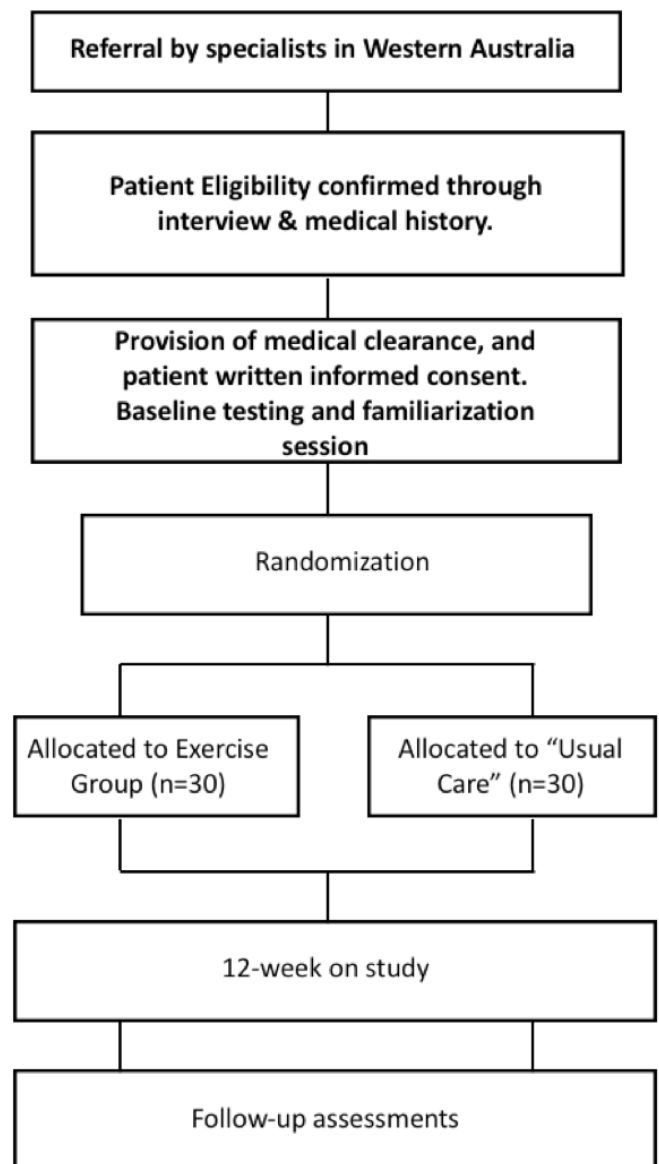 Referral by specialists in Western Australia
Patient Eligibility confirmed through
interview & medical history.
Provision of medical clearance, and
patient written informed consent.
Baseline testing and familiarization
session
Randomization
Allocated to Exercise
Group (n=30)
Allocated to “Usual
Care” (n=30)
12-week on study
Follow-up assessments